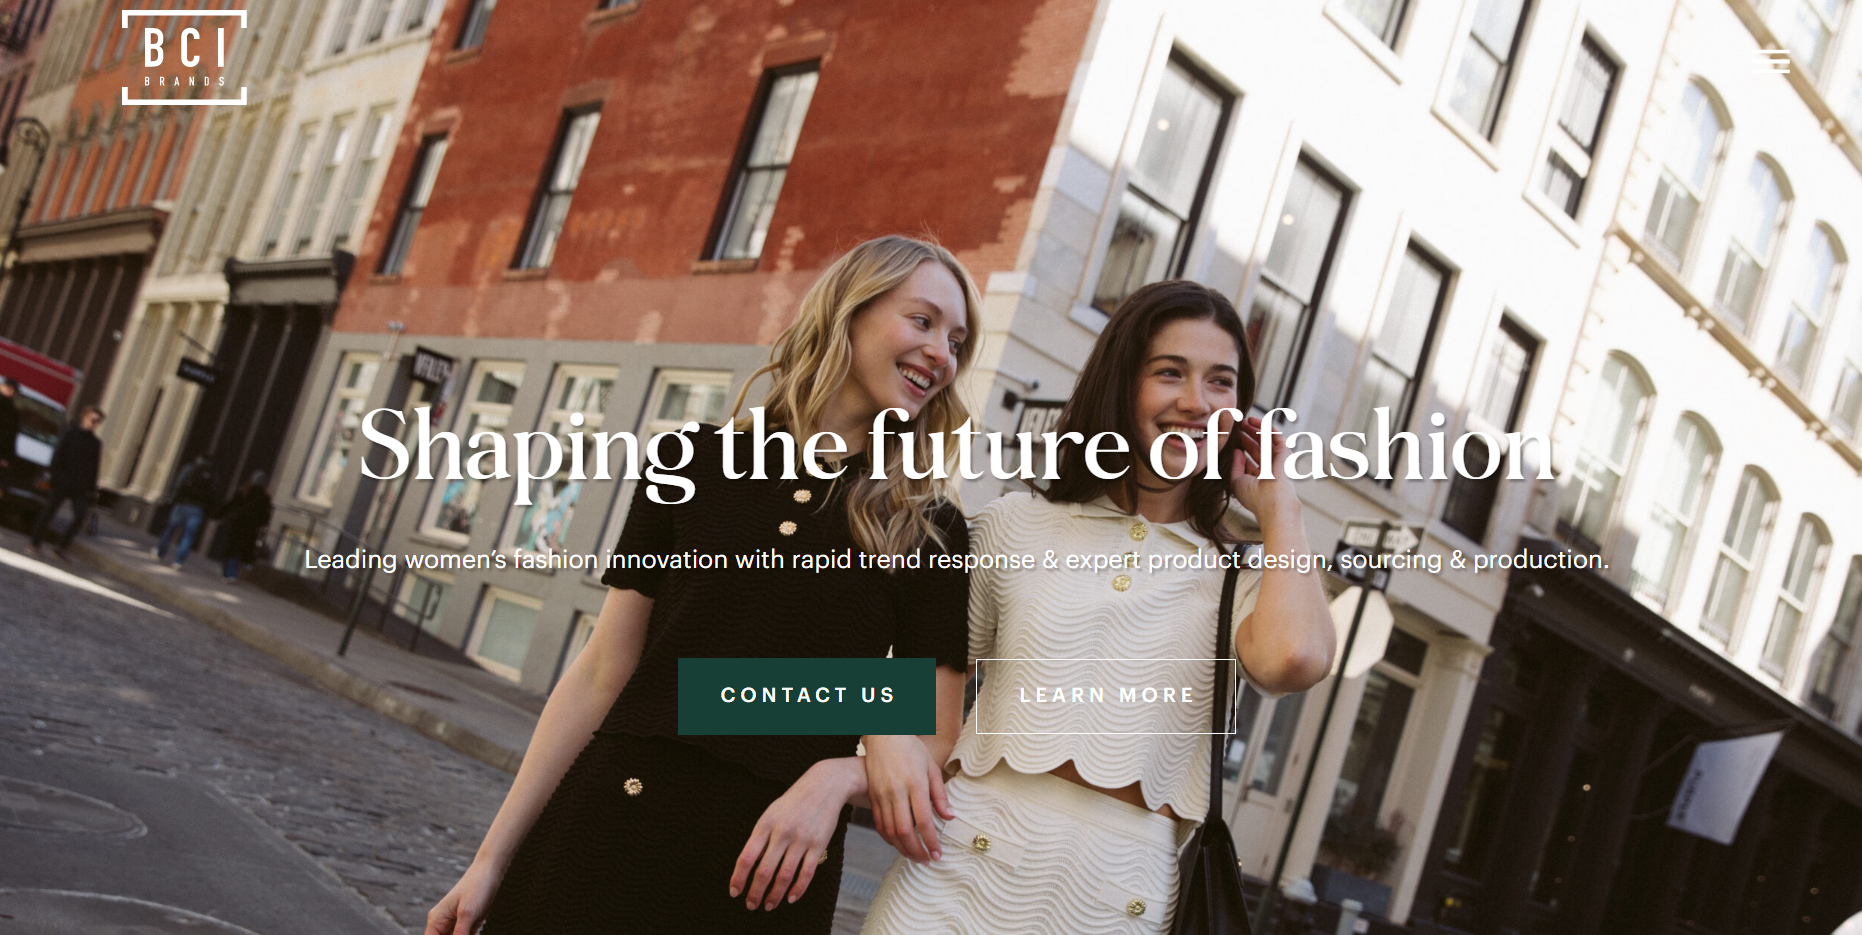 BCI
BRANDS
Shaping the future of fashion
Leading women’s fashion innovation with rapid trend response & expert product design, sourcing & production.
CONTACT US
LEARN MORE